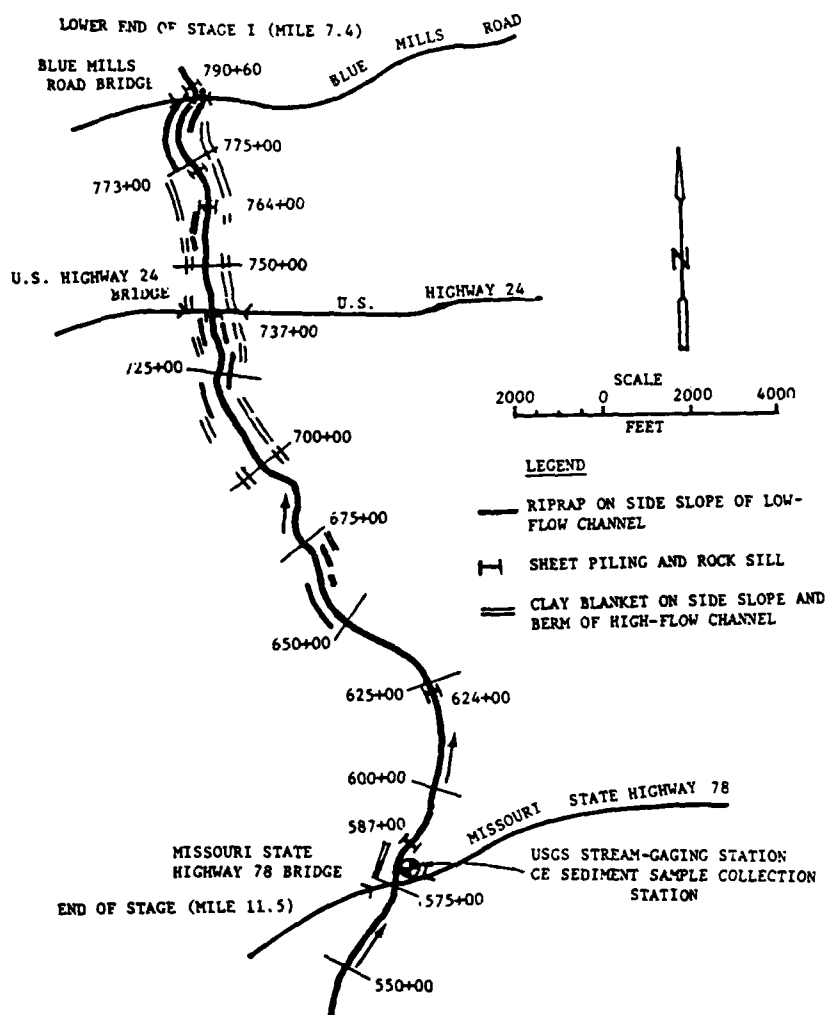 LOWER END OF STAGE I (MILE 7.4)
BLUE MILLS
ROAD BRIDGE
790+60
BLUE MILLS ROAD
775+00
773+00
764+00
750+00
U.S. HIGHWAY 24
BRIDGE
U.S. HIGHWAY 24
737+00
725+00
700+00
675+00
650+00
N
SCALE
2000 0 2000 4000
FEET
LEGEND
RIPRAP ON SIDE SLOPE OF LOW-
FLOW CHANNEL
SHEET PILING AND ROCK SILL
CLAY BLANKET ON SIDE SLOPE AND
BERM OF HIGH-FLOW CHANNEL
625+00
624+00
600+00
587+00
MISSOURI STATE HIGHWAY 78
MISSOURI STATE
HIGHWAY 78 BRIDGE
USGS STREAM-GAGING STATION
CE SEDIMENT SAMPLE COLLECTION
STATION
END OF STAGE (MILE 11.5)
575+00
550+00